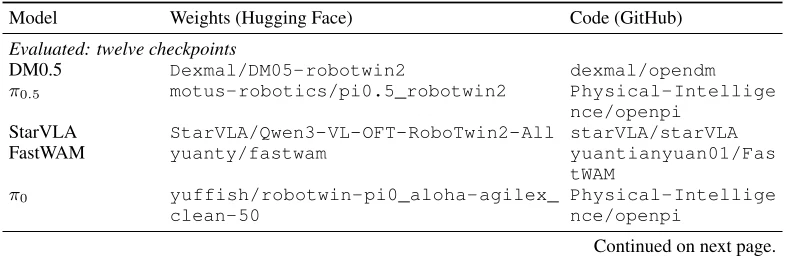 Model Weights (Hugging Face) Code (GitHub)
Evaluated: twelve checkpoints
DM0.5 Dexmal/DM05-robotwin2 dexmal/opendm
π0.5 motus-robotics/pi0.5_robotwin2 Physical-Intellige
nce/openpi
StarVLA StarVLA/Qwen3-VL-OFT-RoboTwin2-All starVLA/starVLA
FastWAM yuanty/fastwam yuantianyuan01/Fas
tWAM
π0 yuffish/robotwin-pi0_aloha-agilex_ Physical-Intellige
clean-50 nce/openpi
Continued on next page.